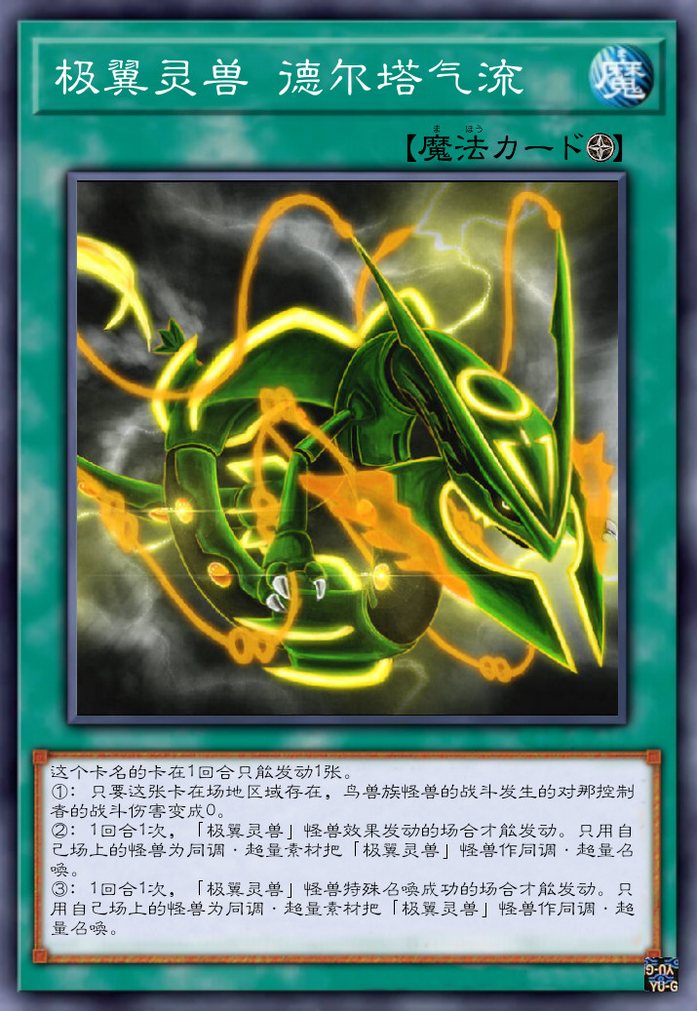 极翼灵兽 德尔塔气流
魔
【魔法カード】
ま ほう
这个卡名的卡在1回合只能发动1张。
①：只要这张卡在场地区域存在，鸟兽族怪兽的战斗发生的对那控制
者的战斗伤害变成0。
②：1回合1次，「极翼灵兽」怪兽效果发动的场合才能发动。只用自
己场上的怪兽为同调·超量素材把「极翼灵兽」怪兽作同调·超量召
唤。
③：1回合1次，「极翼灵兽」怪兽特殊召唤成功的场合才能发动。只
用自己场上的怪兽为同调·超量素材把「极翼灵兽」怪兽作同调·超
量召唤。
YU-G